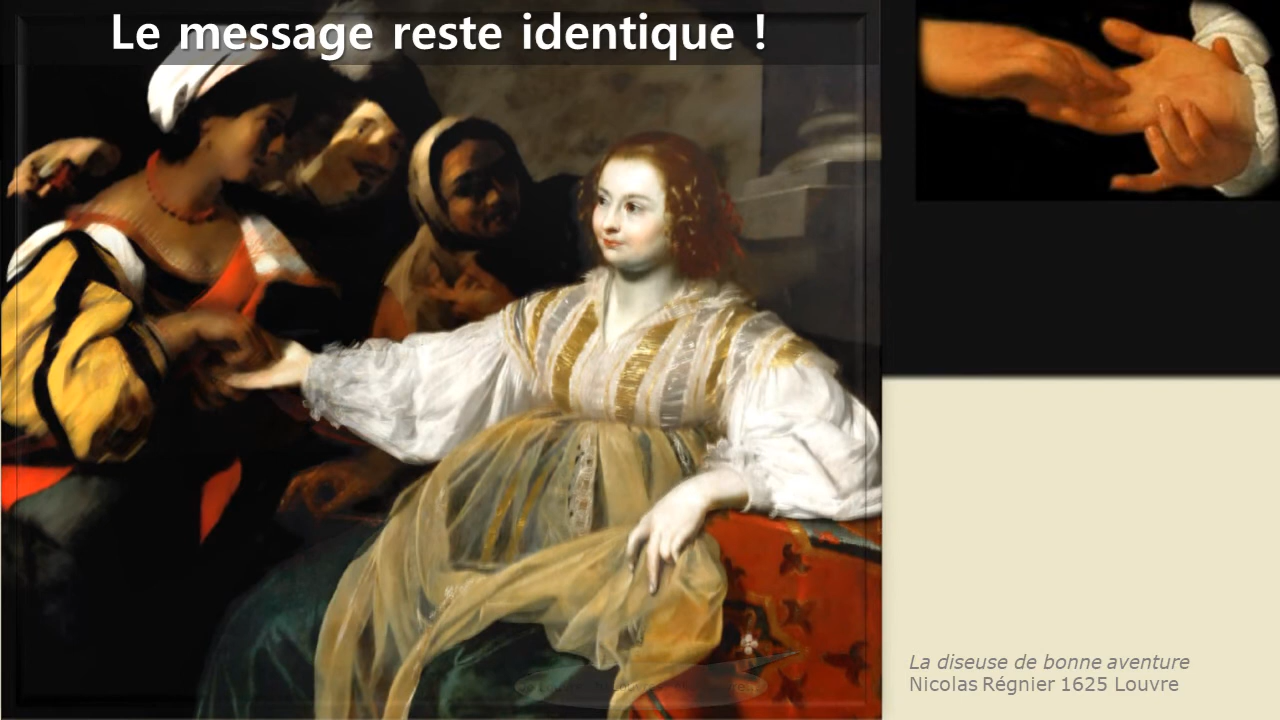 Le message reste identique !
La diseuse de bonne aventure
Nicolas Régnier 1625 Louvre